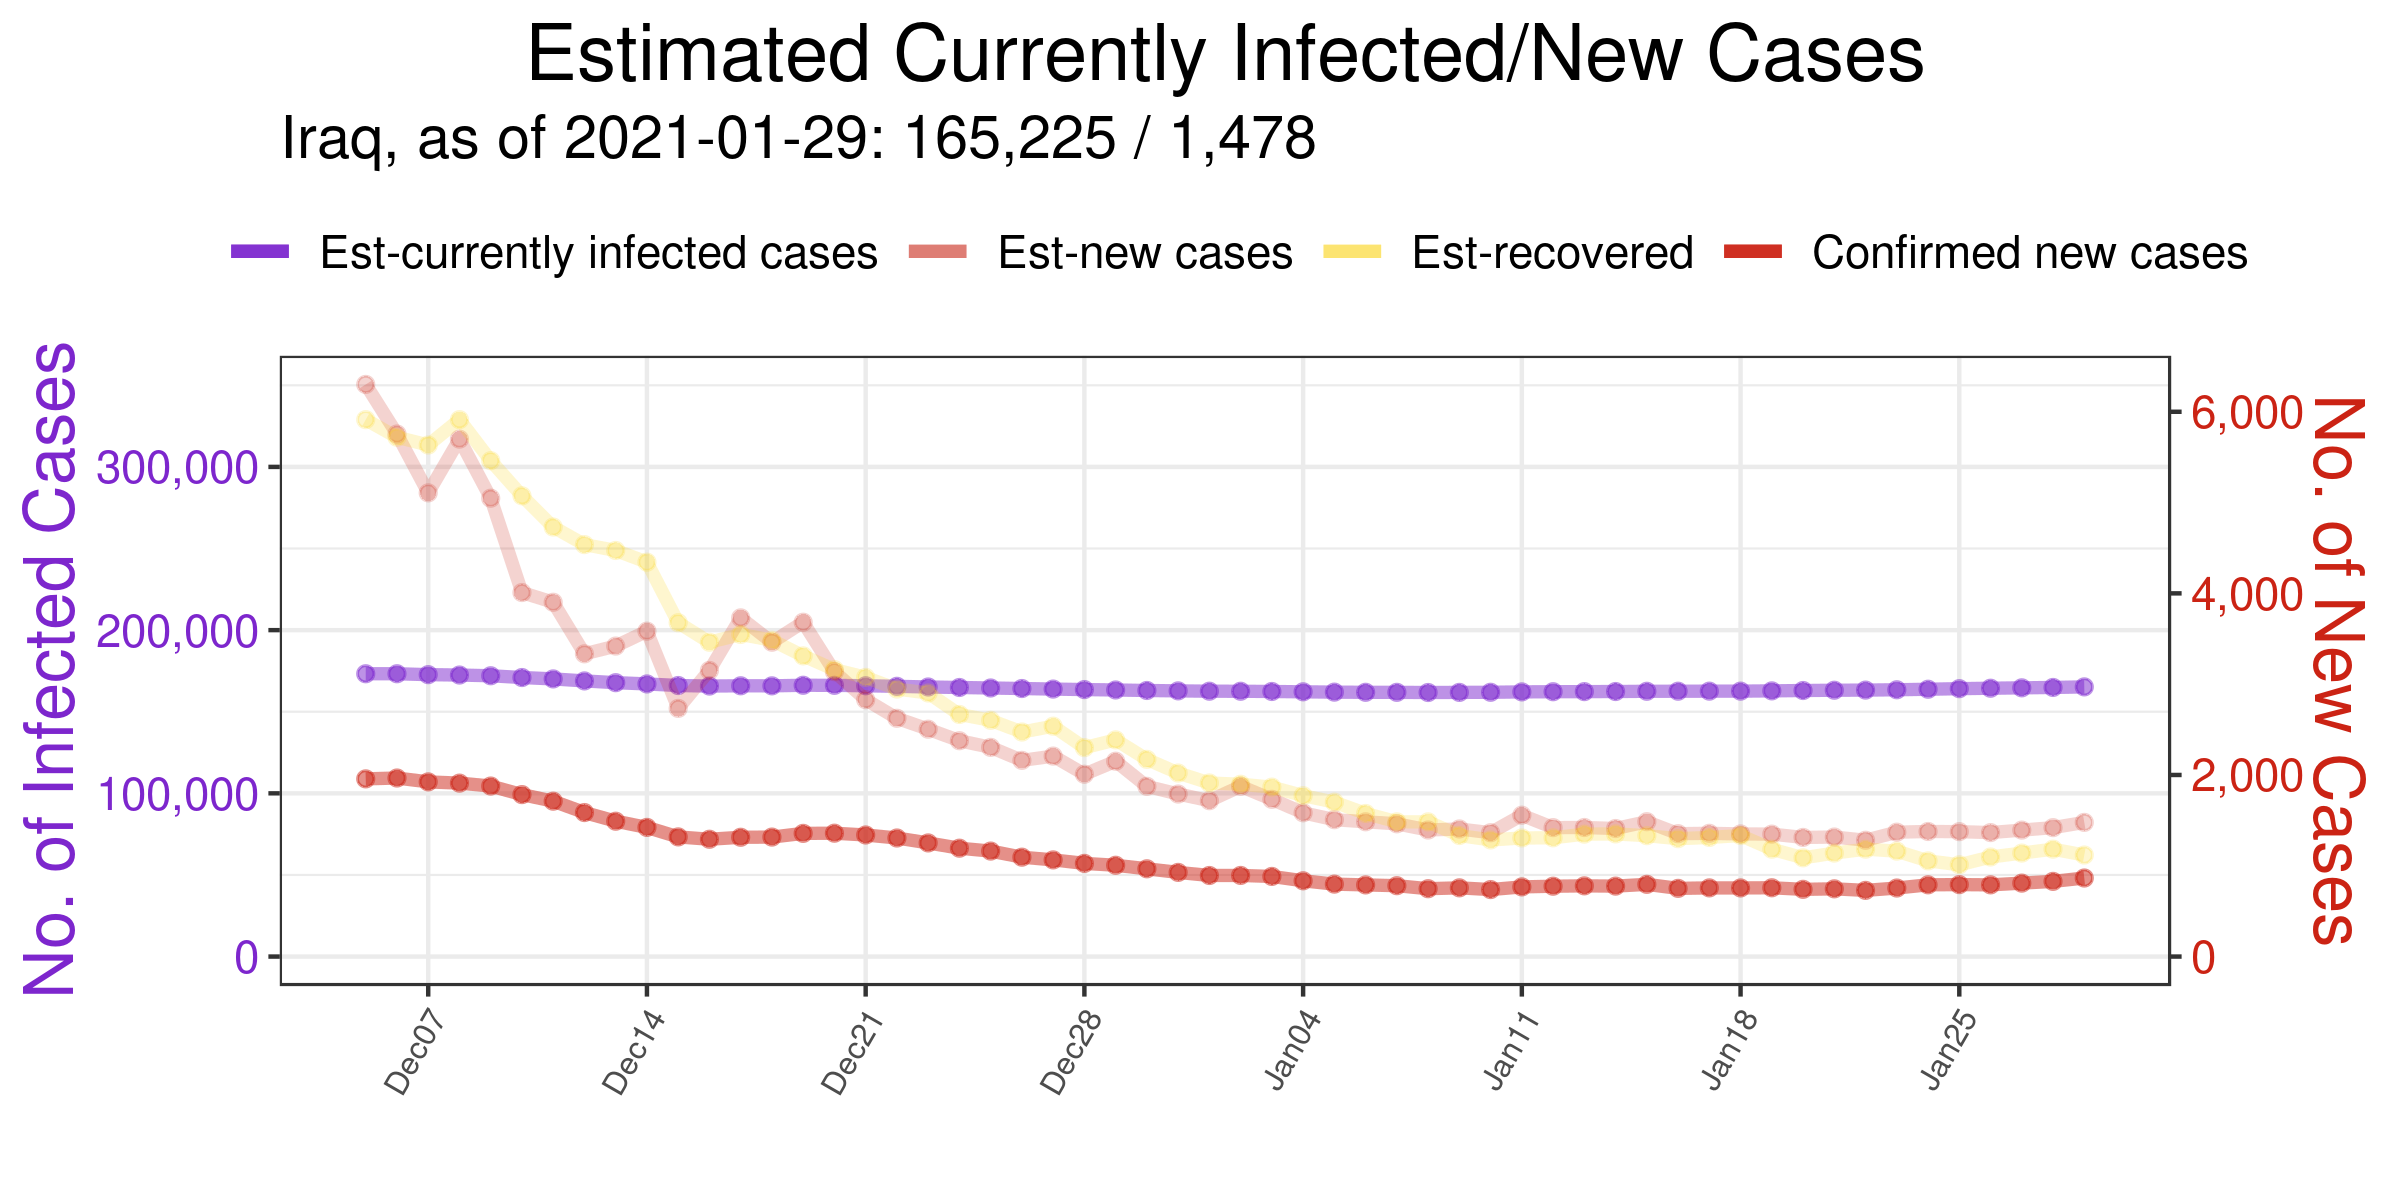 Estimated Currently Infected/New Cases
Iraq, as of 2021-01-29: 165,225 / 1,478
Est-currently infected cases Est-new cases Est-recovered Confirmed new cases
No. of Infected Cases
300,000
200,000
100,000
0
6,000
4,000
2,000
0
No. of New Cases
Dec07 Dec14 Dec21 Dec28 Jan04 Jan11 Jan18 Jan25